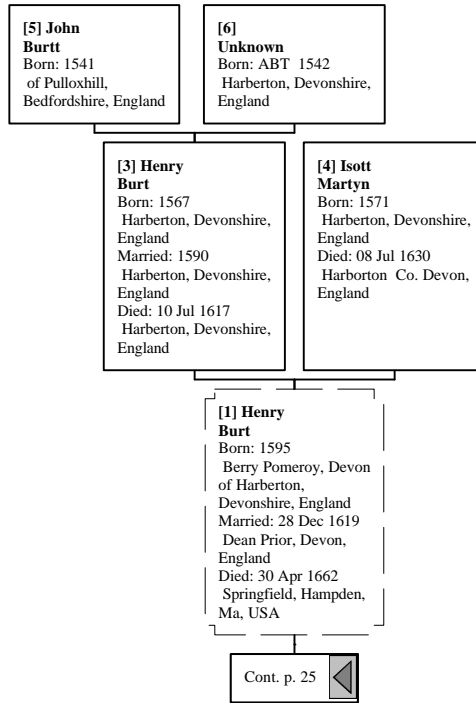 [5] John
Burtt
Born: 1541
of Pulloxhill,
Bedfordshire, England
[6]
Unknown
Born: ABT 1542
Harberton, Devonshire,
England
[3] Henry
Burt
Born: 1567
Harberton, Devonshire,
England
Married: 1590
Harberton, Devonshire,
England
Died: 10 Jul 1617
Harberton, Devonshire,
England
[4] Isott
Martyn
Born: 1571
Harberton, Devonshire,
England
Died: 08 Jul 1630
Harborton Co. Devon,
England
[1] Henry
Burt
Born: 1595
Berry Pomeroy, Devon
of Harberton,
Devonshire, England
Married: 28 Dec 1619
Dean Prior, Devon,
England
Died: 30 Apr 1662
Springfield, Hampden,
Ma, USA
Cont. p. 25